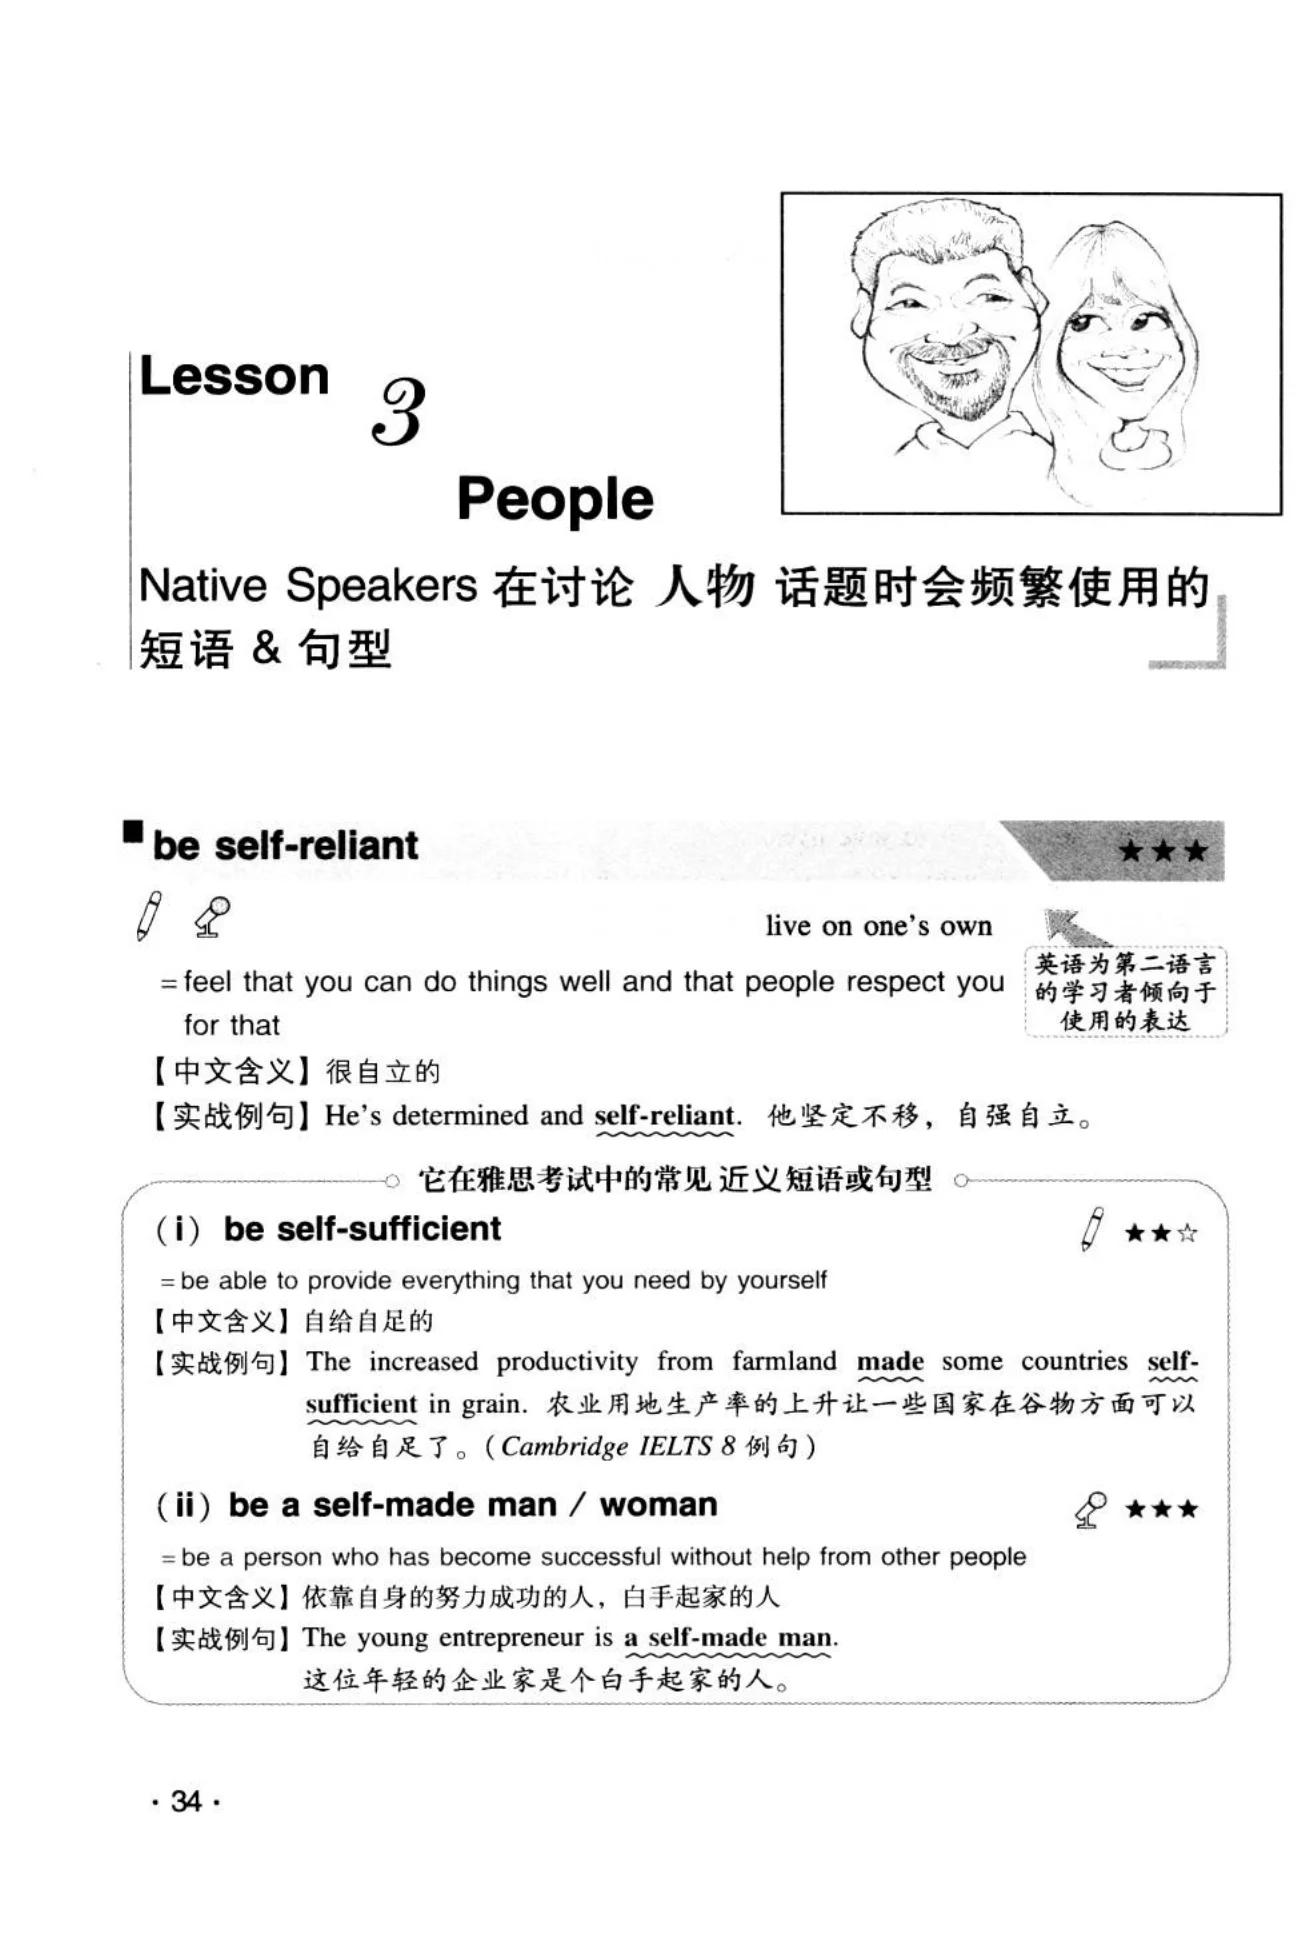 Lesson 3
People
Native Speakers 在讨论 人物 话题时会频繁使用的
短语 & 句型
■ be self-reliant ★★★
live on one's own
英语为第二语言
的学习者倾向于
使用的表达
=feel that you can do things well and that people respect you
for that
【中文含义】很自立的
【实战例句】He's determined and self-reliant. 他坚定不移，自强自立。
它在雅思考试中的常见 近义短语或句型
(i) be self-sufficient ★★☆
=be able to provide everything that you need by yourself
【中文含义】自给自足的
【实战例句】The increased productivity from farmland made some countries self-
sufficient in grain. 农业用地生产率的上升让一些国家在谷物方面可以
自给自足了。(Cambridge IELTS 8 例句)
(ii) be a self-made man / woman ★★★
=be a person who has become successful without help from other people
【中文含义】依靠自身的努力成功的人，白手起家的人
【实战例句】The young entrepreneur is a self-made man.
这位年轻的企业家是个白手起家的人。
· 34 ·